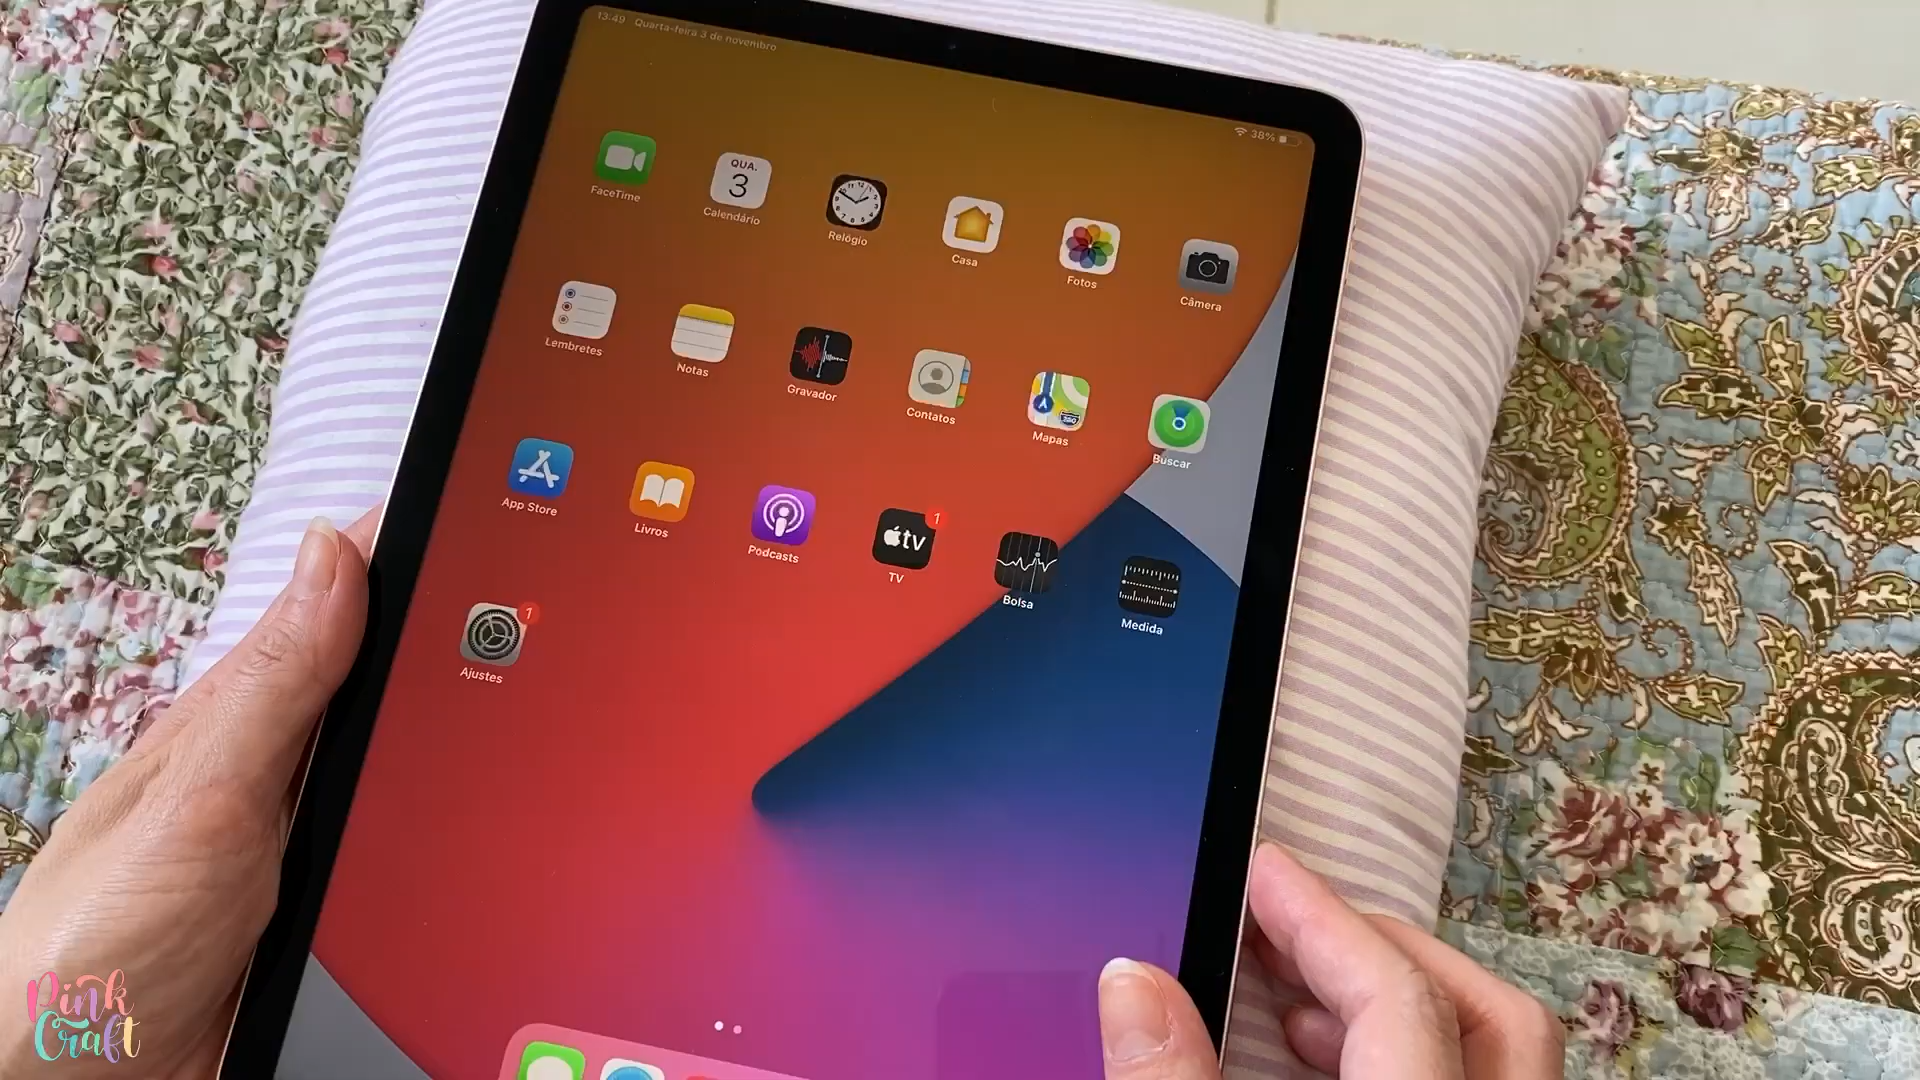 13:49 Quarta-feira 3 de novembro
38%
FaceTime
QUA.
3
Calendário
Relógio
Casa
Fotos
Câmera
Lembretes
Notas
Gravador
Contatos
Mapas
Buscar
App Store
Livros
Podcasts
tv
1
TV
Bolsa
Medida
1
Ajustes
Pink
Craft